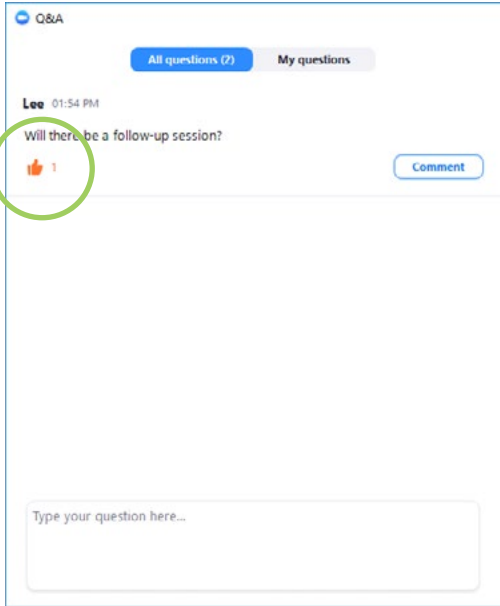 Q&A
All questions (2) My questions
Lee 01:54 PM
Will there be a follow-up session?
1 Comment
Type your question here...